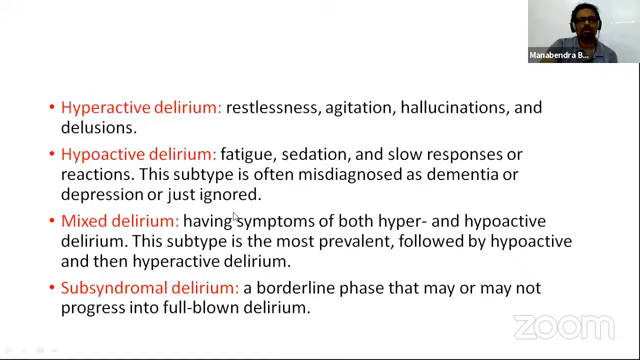 Manabendra B...
• Hyperactive delirium: restlessness, agitation, hallucinations, and
delusions.
• Hypoactive delirium: fatigue, sedation, and slow responses or
reactions. This subtype is often misdiagnosed as dementia or
depression or just ignored.
• Mixed delirium: having symptoms of both hyper- and hypoactive
delirium. This subtype is the most prevalent, followed by hypoactive
and then hyperactive delirium.
• Subsyndromal delirium: a borderline phase that may or may not
progress into full-blown delirium.
zoom